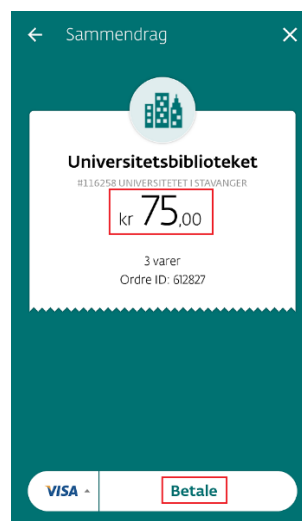 Sammendrag
Universitetsbiblioteket
#116258 UNIVERSITETET I STAVANGER
kr 75,00
3 varer
Ordre ID: 612827
VISA
Betale